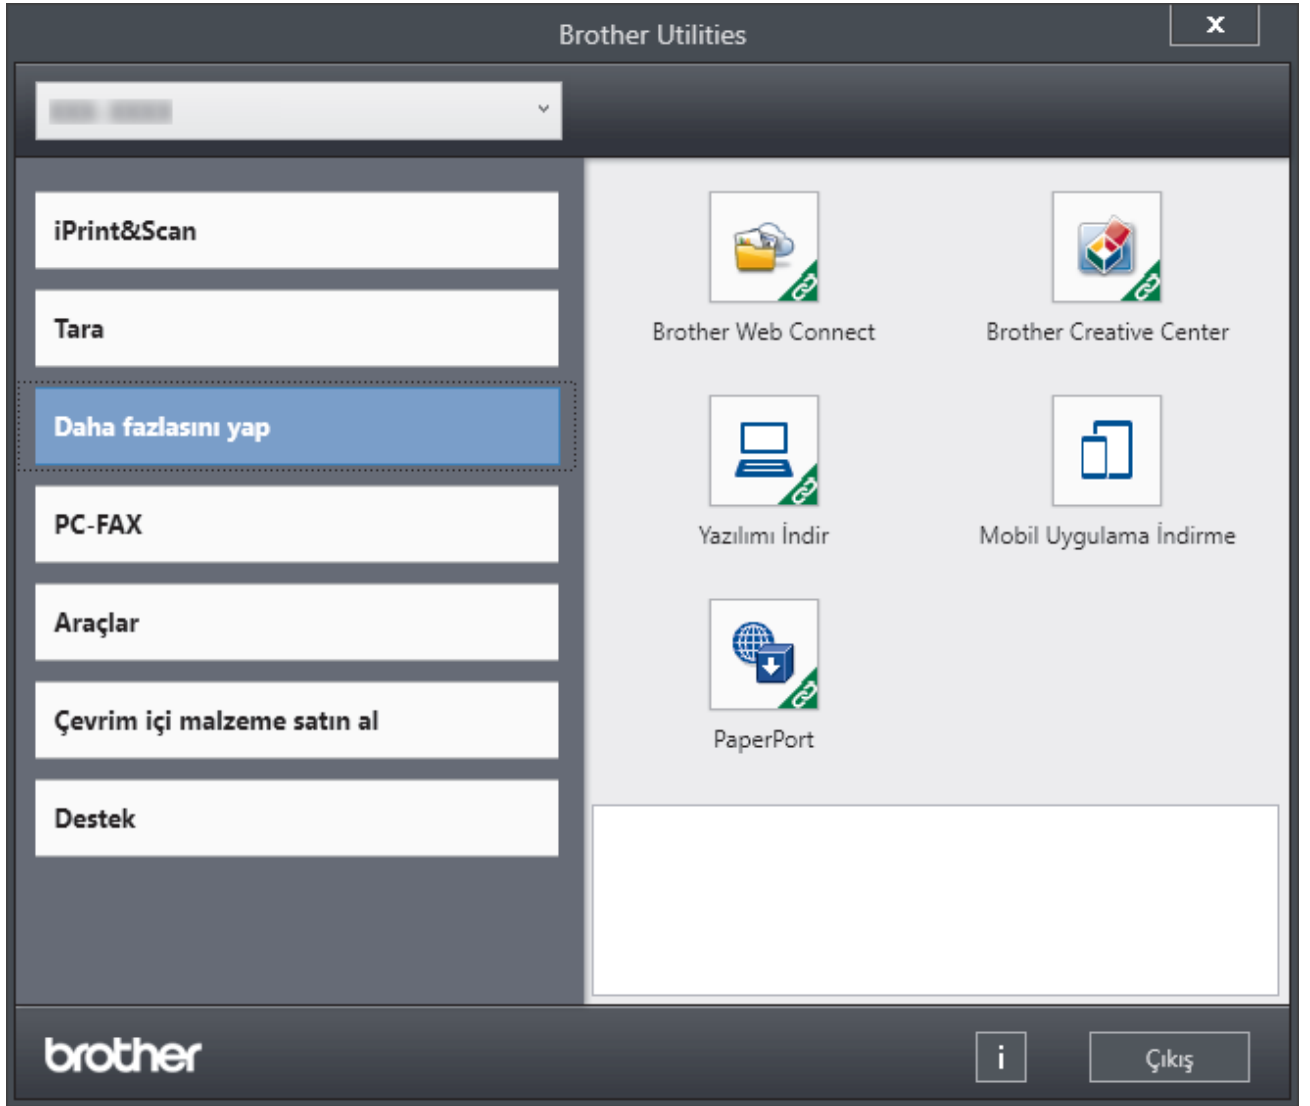 Brother Utilities
X
iPrint&Scan
Tara
Daha fazlasını yap
PC-FAX
Araçlar
Çevrim içi malzeme satın al
Destek
Brother Web Connect
Brother Creative Center
Yazılımı İndir
Mobil Uygulama İndirme
PaperPort
brother
i
Çıkış